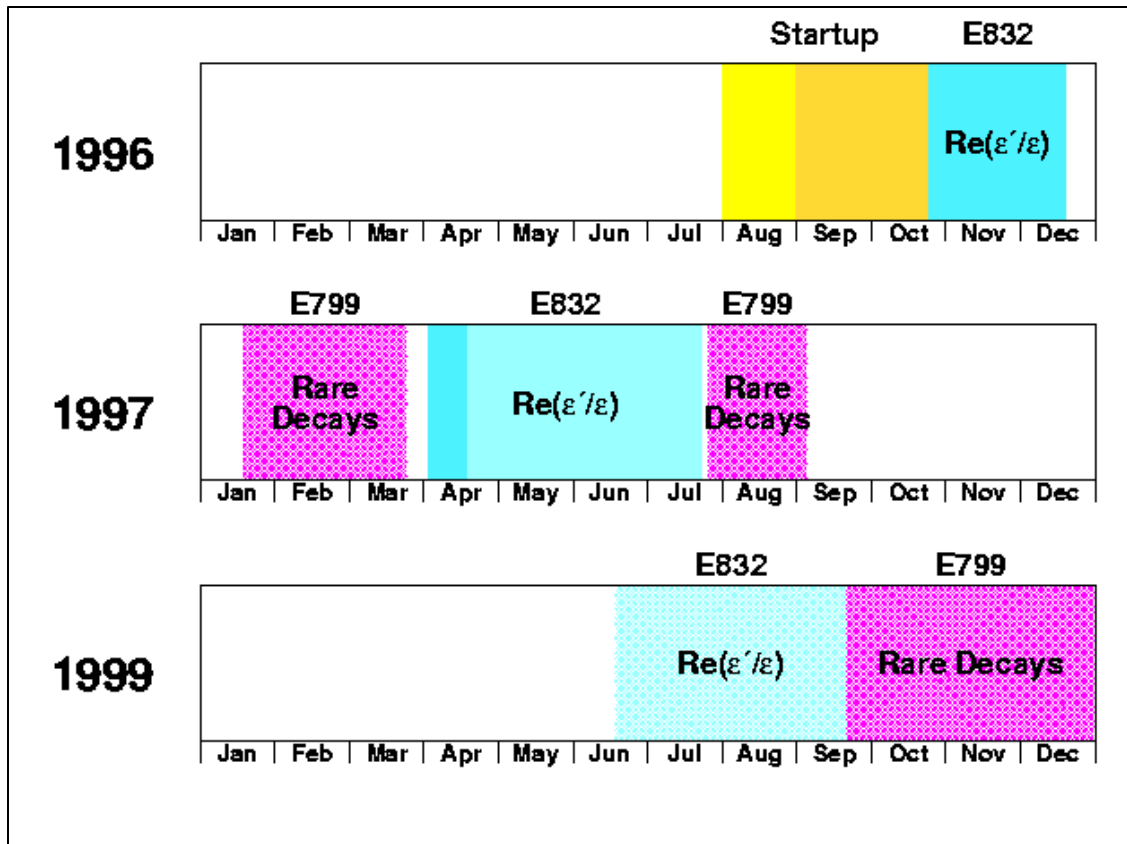 Startup E832
1996
Re(ε´/ε)
Jan Feb Mar Apr May Jun Jul Aug Sep Oct Nov Dec
E799 E832 E799
1997
Rare
Decays
Re(ε´/ε)
Rare
Decays
Jan Feb Mar Apr May Jun Jul Aug Sep Oct Nov Dec
E832 E799
1999
Re(ε´/ε) Rare Decays
Jan Feb Mar Apr May Jun Jul Aug Sep Oct Nov Dec